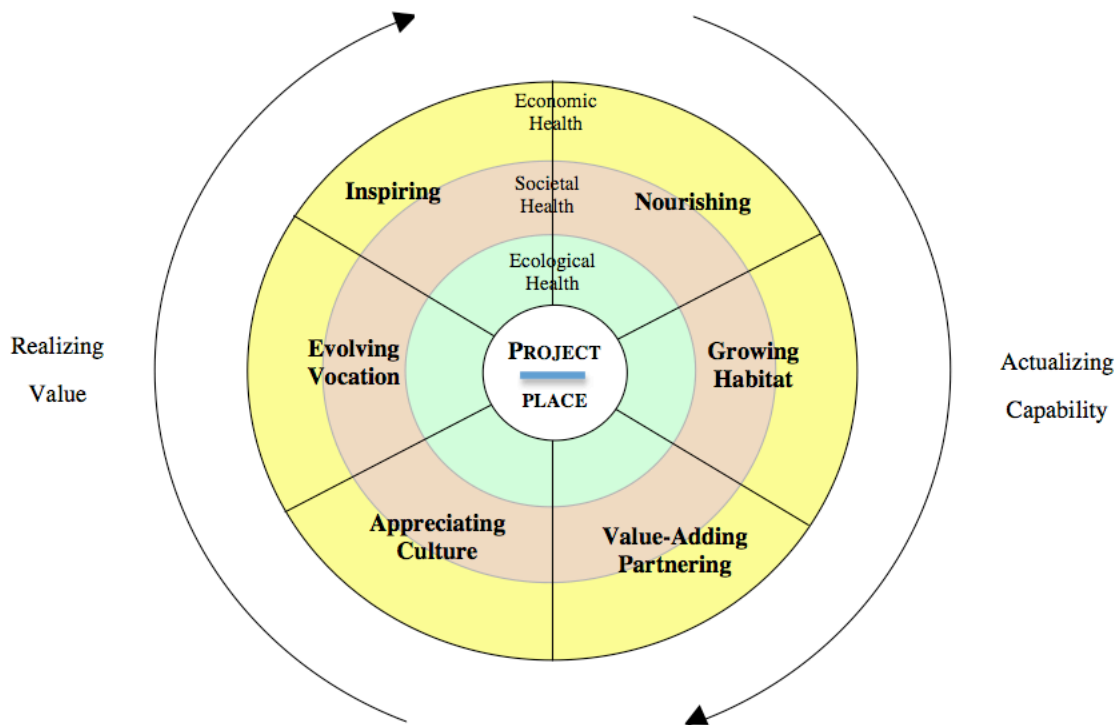 Economic
Health
Inspiring
Societal
Health
Nourishing
Ecological
Health
Realizing
Value
Evolving
Vocation
PROJECT
PLACE
Growing
Habitat
Actualizing
Capability
Appreciating
Culture
Value-Adding
Partnering